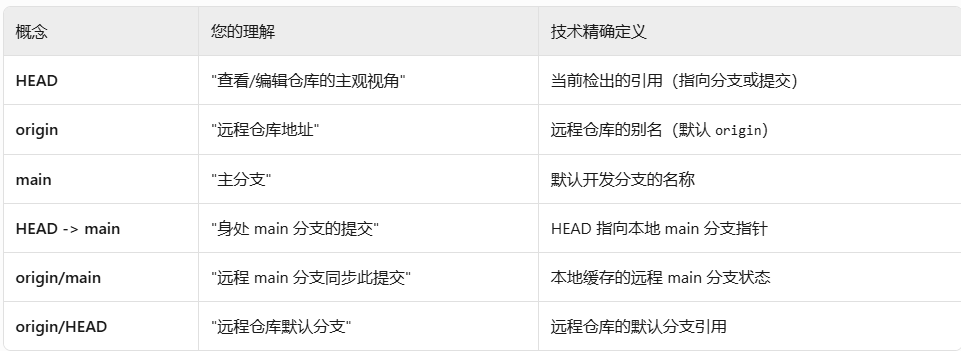 概念 您的理解 技术精确定义
HEAD "查看/编辑仓库的主观视角" 当前检出的引用（指向分支或提交）
origin "远程仓库地址" 远程仓库的别名（默认 origin）
main "主分支" 默认开发分支的名称
HEAD -> main "身处 main 分支的提交" HEAD 指向本地 main 分支指针
origin/main "远程 main 分支同步此提交" 本地缓存的远程 main 分支状态
origin/HEAD "远程仓库默认分支" 远程仓库的默认分支引用